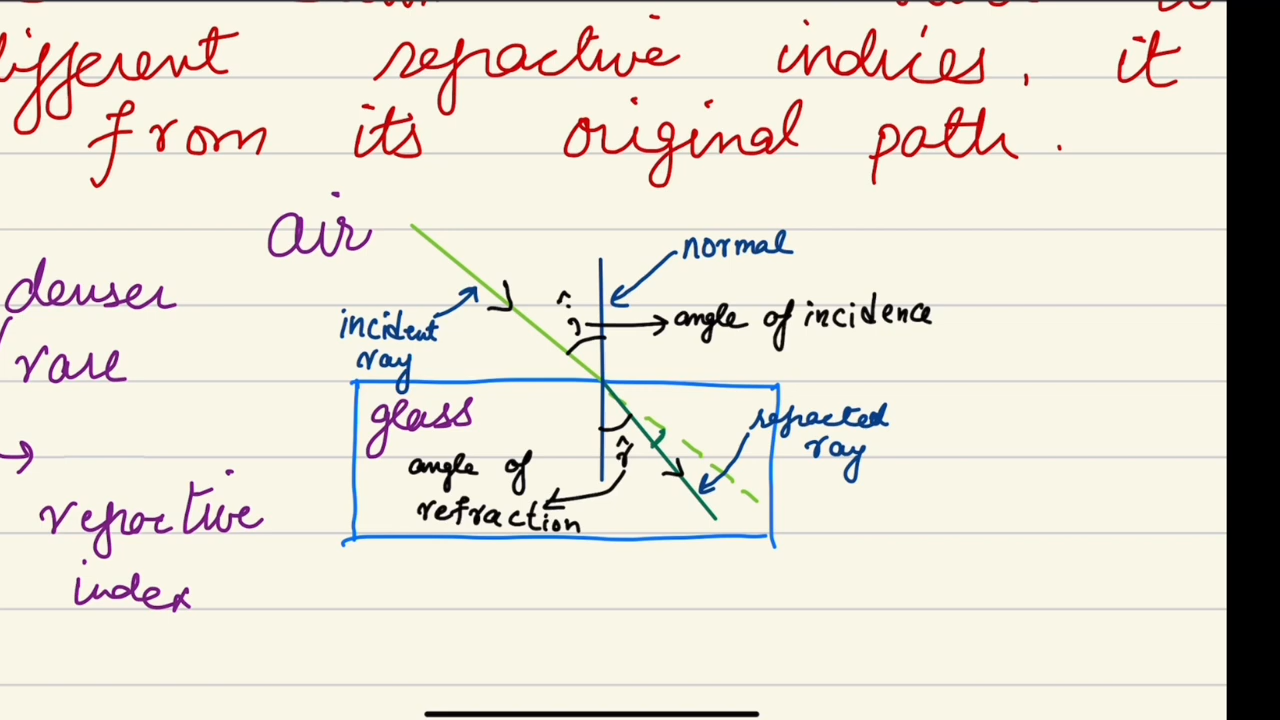 different refractive indices, it
from its original path.
air
normal
denser
incident
ray
î
angle of incidence
rare
glass
refracted
ray
angle of
refraction
r̂
refractive
index